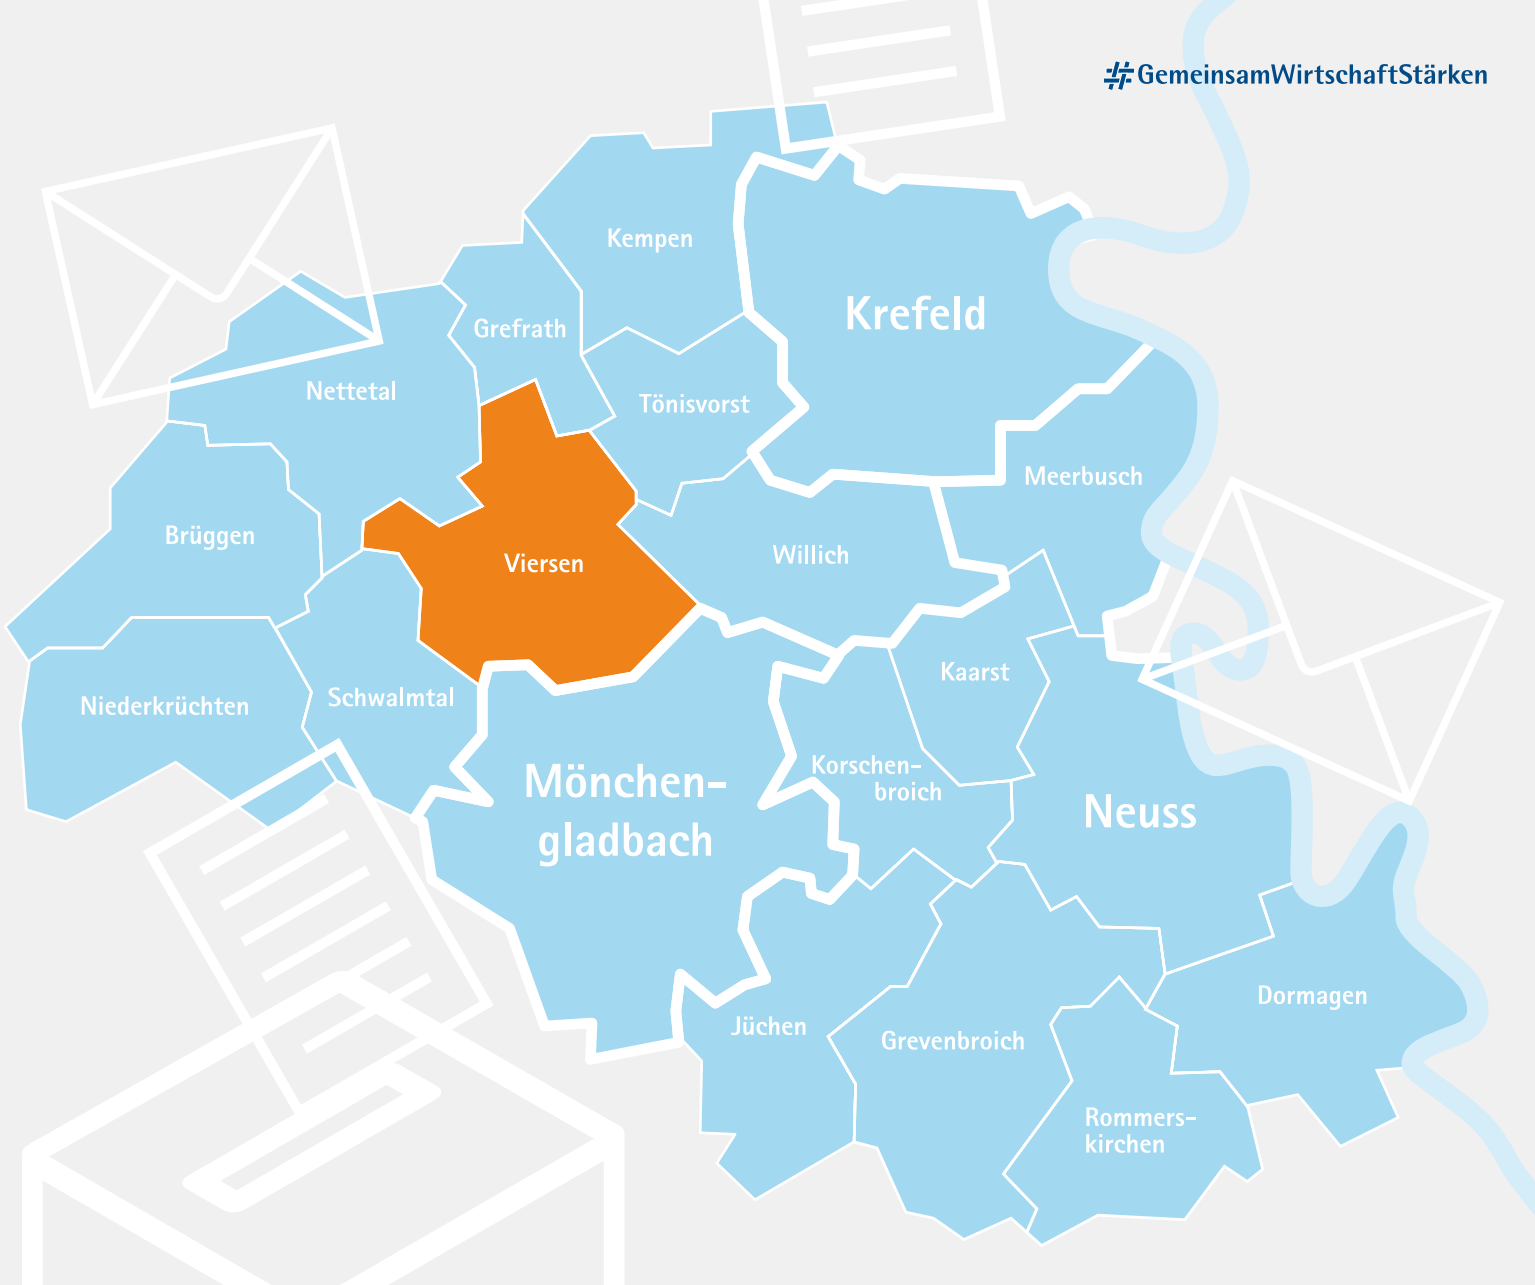 #GemeinsamWirtschaftStärken
Kempen
Krefeld
Grefrath
Nettetal
Tönisvorst
Meerbusch
Brüggen
Viersen
Willich
Kaarst
Niederkrüchten
Schwalmtal
Korschen-
broich
Mönchen-
gladbach
Neuss
Dormagen
Jüchen
Grevenbroich
Rommers-
kirchen